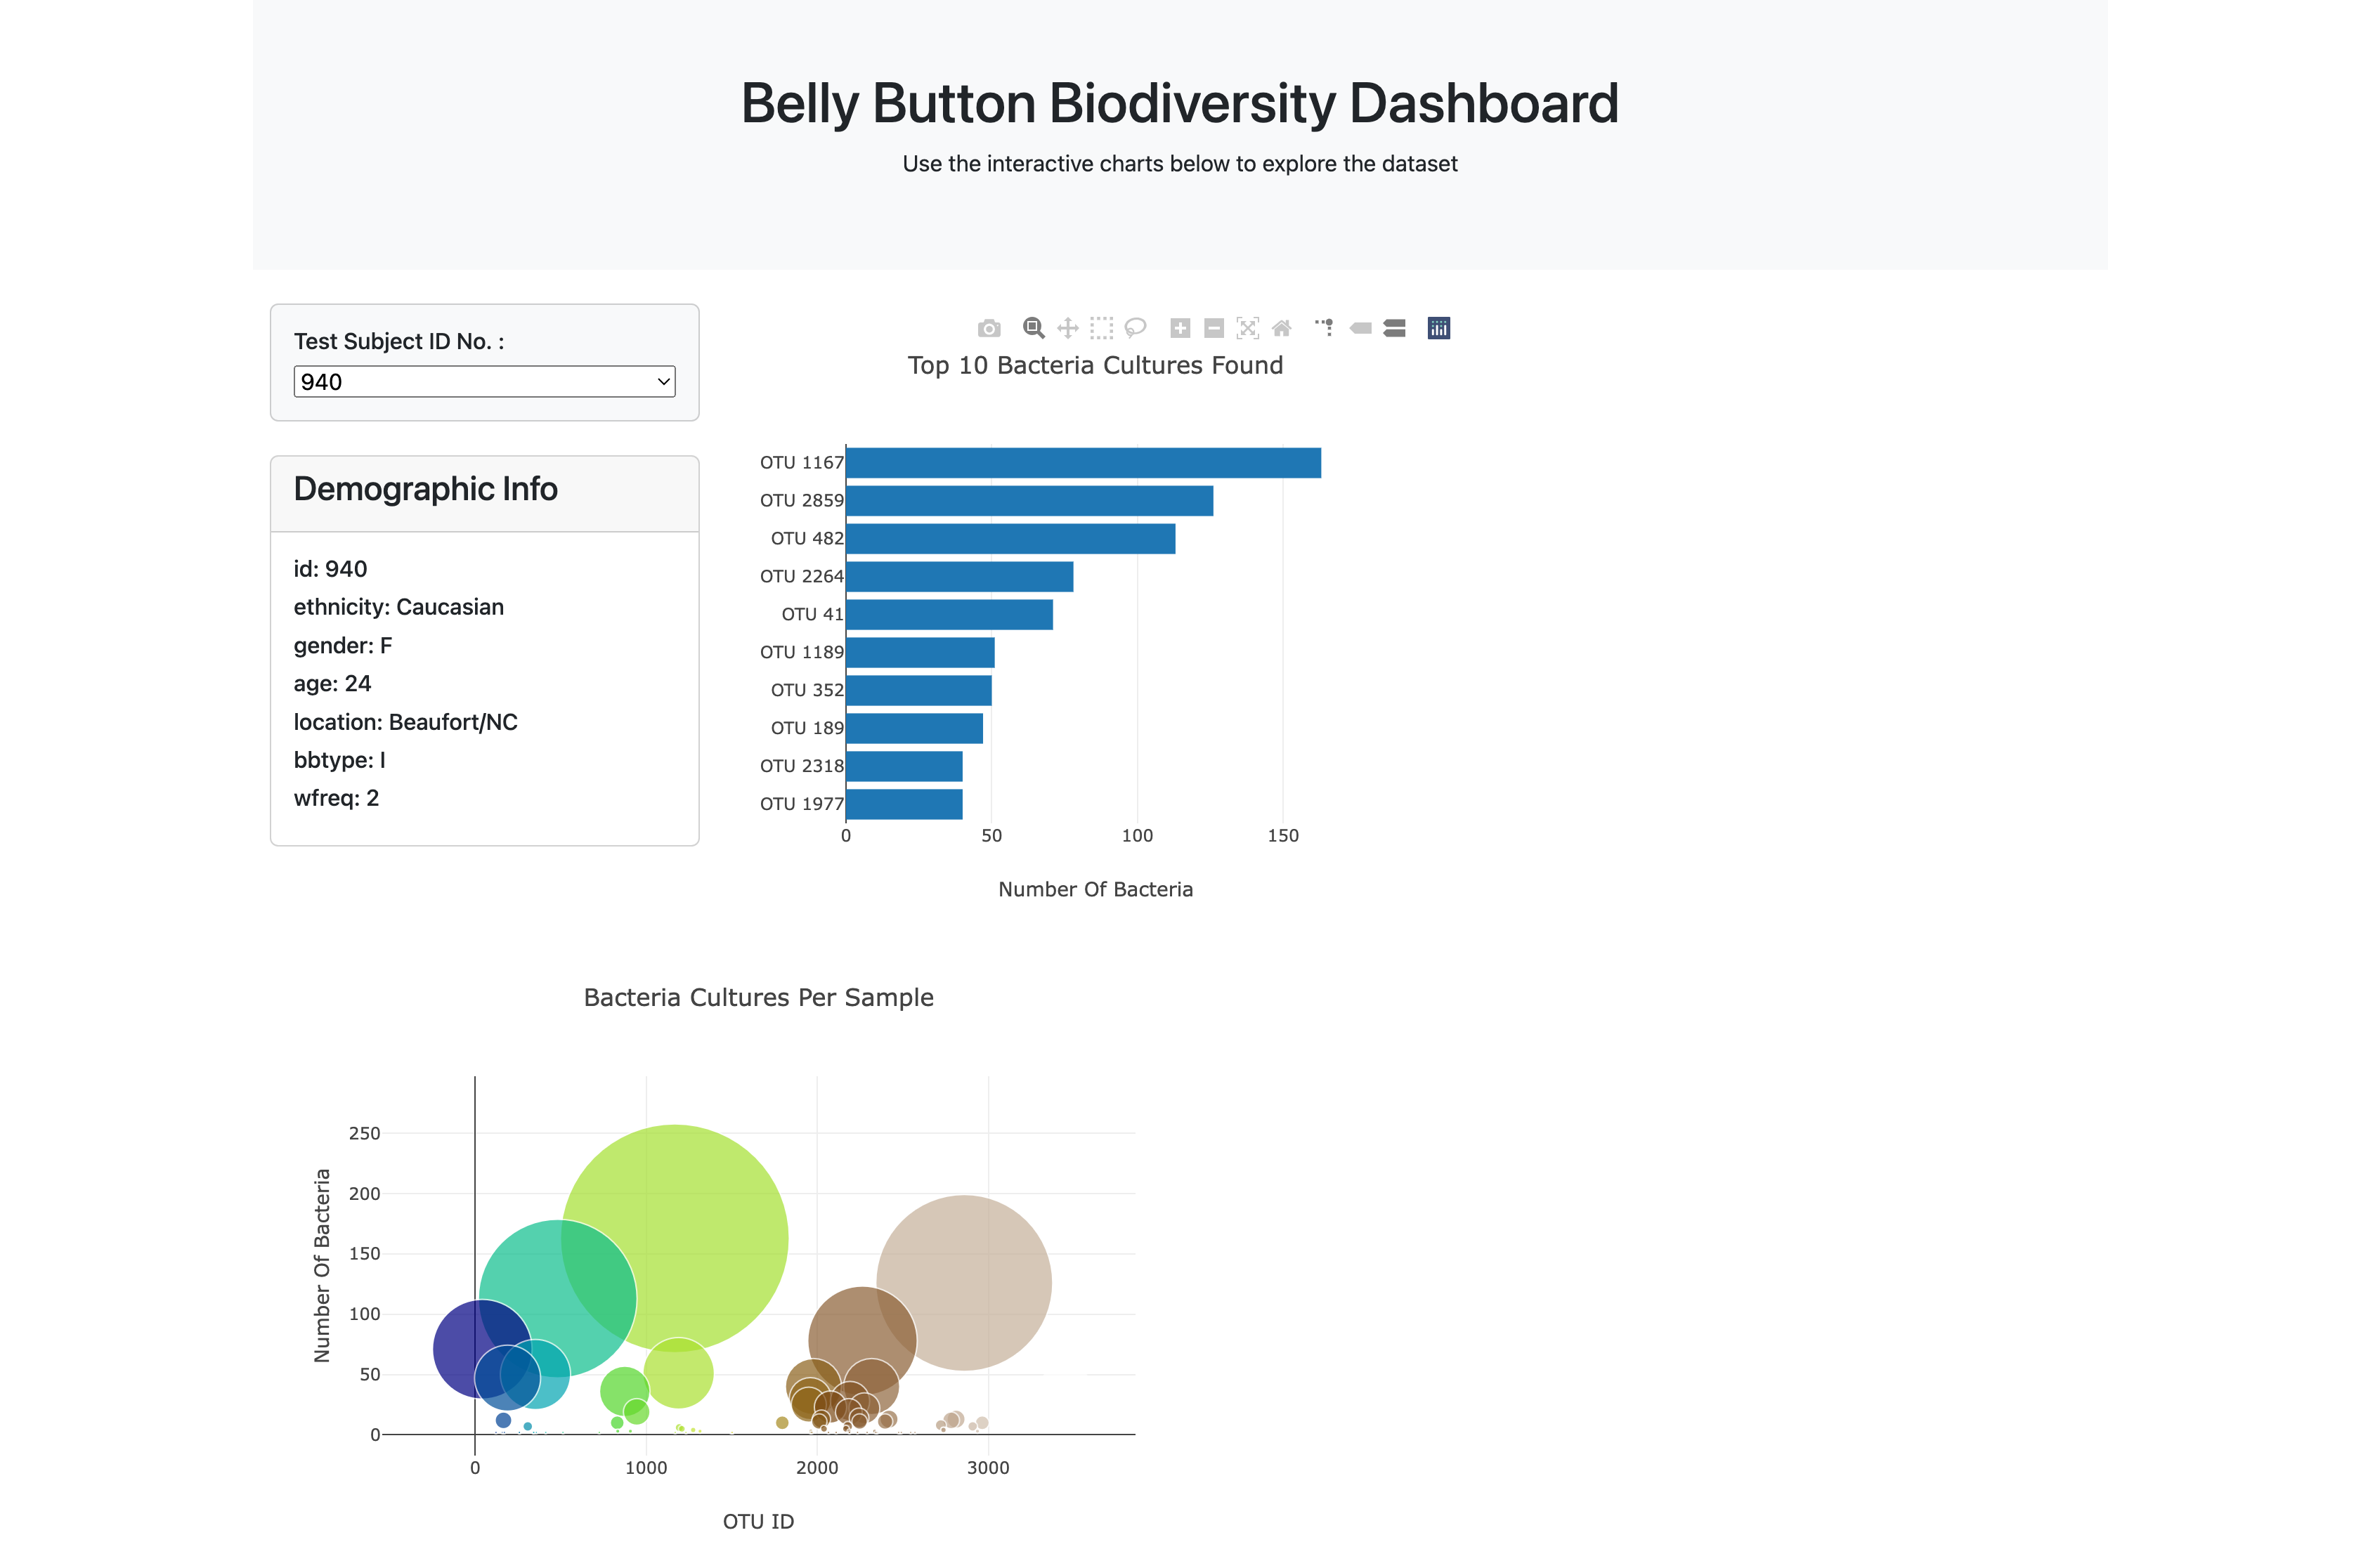 Belly Button Biodiversity Dashboard
Use the interactive charts below to explore the dataset
Test Subject ID No. :
940
Demographic Info
id: 940
ethnicity: Caucasian
gender: F
age: 24
location: Beaufort/NC
bbtype: I
wfreq: 2
Top 10 Bacteria Cultures Found
OTU 1167
OTU 2859
OTU 482
OTU 2264
OTU 41
OTU 1189
OTU 352
OTU 189
OTU 2318
OTU 1977
0 50 100 150
Number Of Bacteria
Bacteria Cultures Per Sample
Number Of Bacteria
250
200
150
100
50
0
0 1000 2000 3000
OTU ID